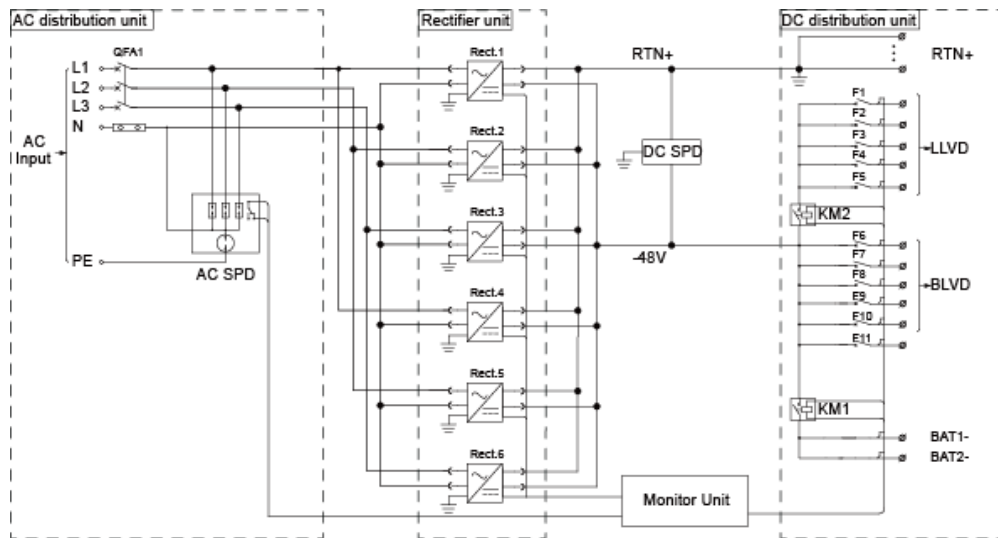 AC distribution unit
Rectifier unit
DC distribution unit
QFA1
L1
L2
L3
N
AC
Input
PE
AC SPD
Rect.1
Rect.2
Rect.3
Rect.4
Rect.5
Rect.6
RTN+
DC SPD
-48V
Monitor Unit
RTN+
F1
F2
F3
F4
F5
LLVD
KM2
F6
F7
F8
F9
F10
F11
BLVD
KM1
BAT1-
BAT2-